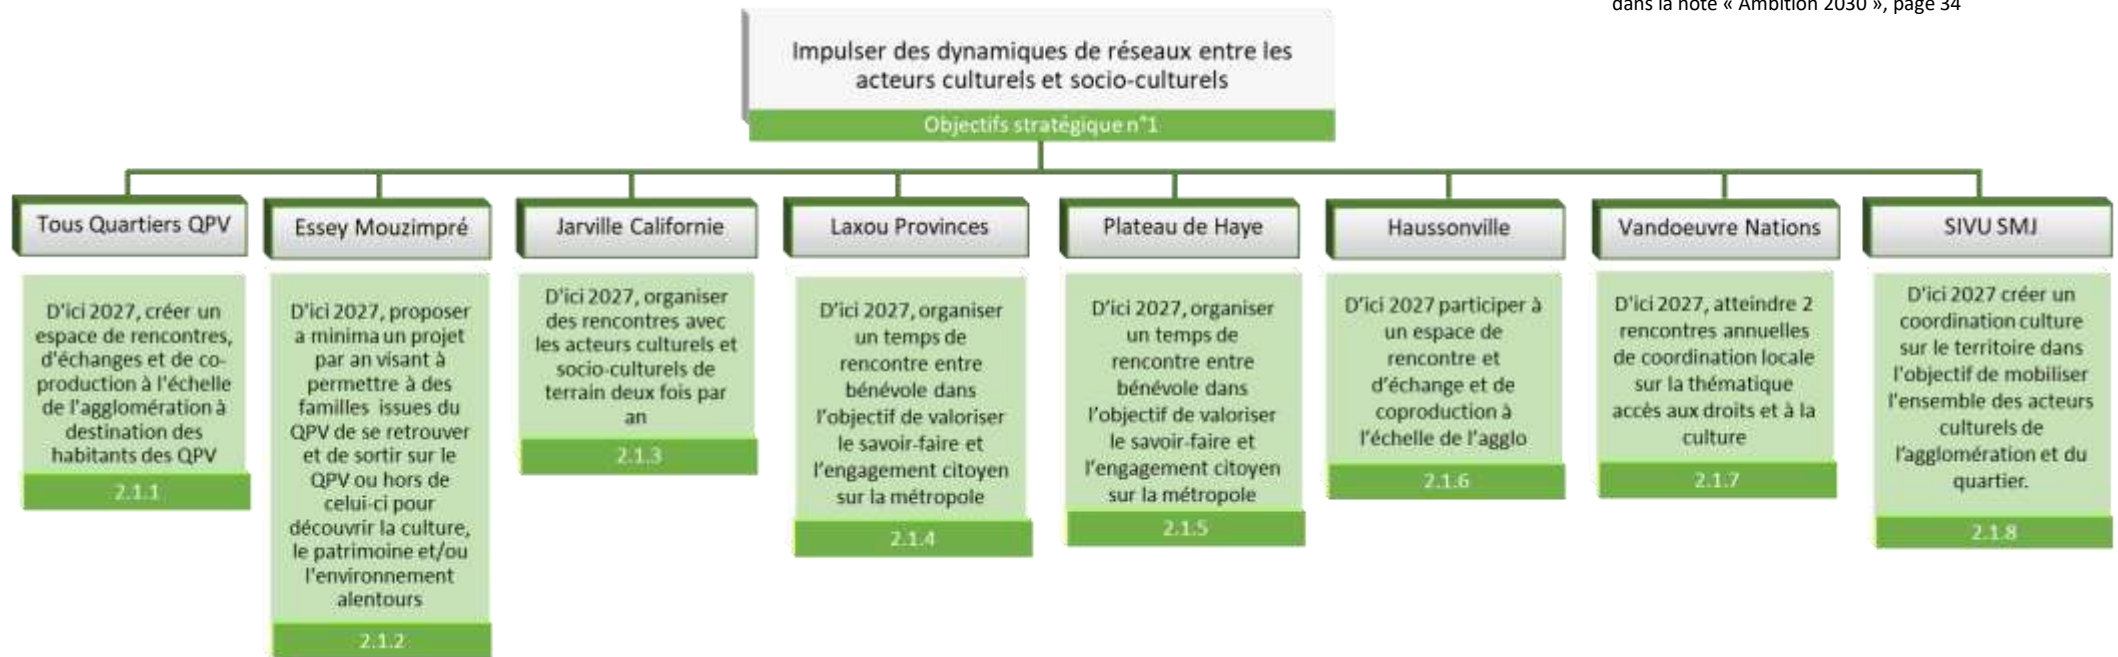 dans la note « Ambition 2030 », page 34
Impulser des dynamiques de réseaux entre les
acteurs culturels et socio-culturels
Objectifs stratégique n°1
Tous Quartiers QPV
D'ici 2027, créer un
espace de rencontres,
d'échanges et de co-
production à l'échelle
de l'agglomération à
destination des
habitants des QPV
2.1.1
Essey Mouzimpré
D'ici 2027, proposer
a minima un projet
par an visant à
permettre à des
familles issues du
QPV de se retrouver
et de sortir sur le
QPV ou hors de
celui-ci pour
découvrir la culture,
le patrimoine et/ou
l'environnement
alentours
2.1.2
Jarville Californie
D'ici 2027, organiser
des rencontres avec
les acteurs culturels et
socio-culturels de
terrain deux fois par
an
2.1.3
Laxou Provinces
D'ici 2027, organiser
un temps de
rencontre entre
bénévole dans
l'objectif de valoriser
le savoir-faire et
l'engagement citoyen
sur la métropole
2.1.4
Plateau de Haye
D'ici 2027, organiser
un temps de
rencontre entre
bénévole dans
l'objectif de valoriser
le savoir-faire et
l'engagement citoyen
sur la métropole
2.1.5
Haussonville
D'ici 2027 participer à
un espace de
rencontre et
d'échange et de
coproduction à
l'échelle de l'agglo
2.1.6
Vandoeuvre Nations
D'ici 2027, atteindre 2
rencontres annuelles
de coordination locale
sur la thématique
accès aux droits et à la
culture
2.1.7
SIVU SMJ
D'ici 2027 créer un
coordination culture
sur le territoire dans
l'objectif de mobiliser
l'ensemble des acteurs
culturels de
l'agglomération et du
quartier.
2.1.8